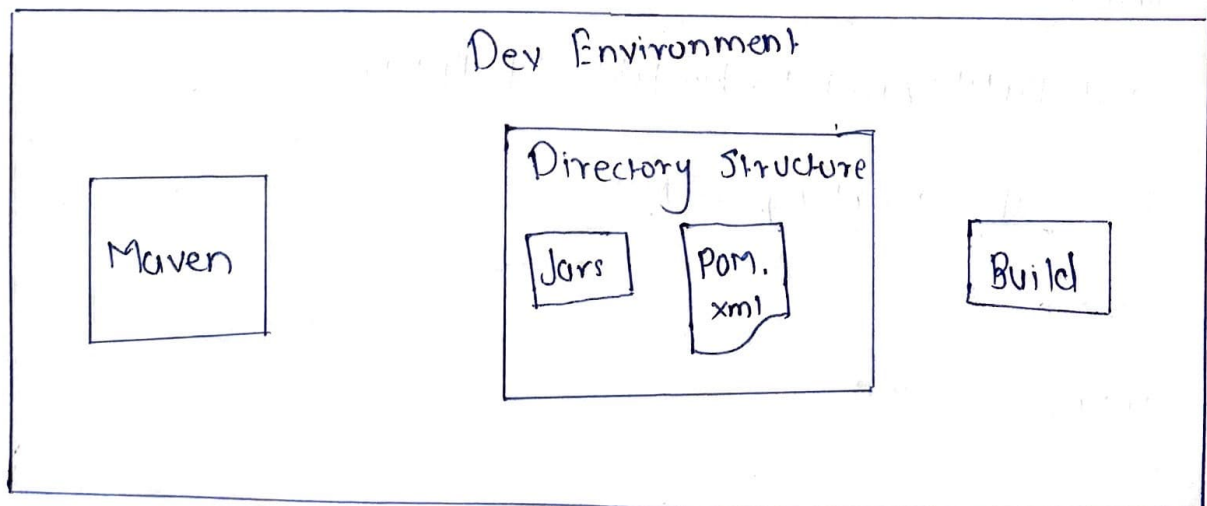 Dev Environment
Directory Structure
Maven
Jars
POM.
xml
Build